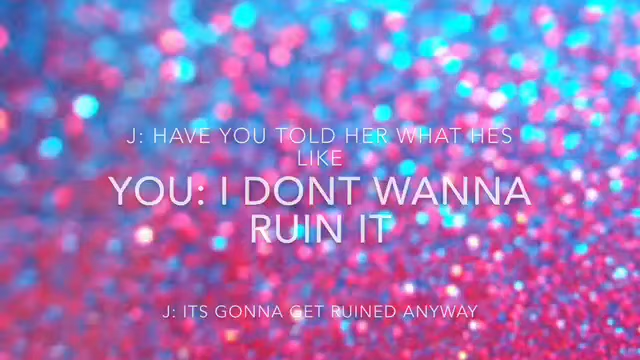 J: HAVE YOU TOLD HER WHAT HES
LIKE
YOU: I DONT WANNA
RUIN IT
J: ITS GONNA GET RUINED ANYWAY